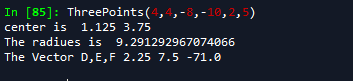 In [85]: ThreePoints(4,4,-8,-10,2,5)
center is  1.125 3.75
The radiues is  9.291292967074066
The Vector D,E,F 2.25 7.5 -71.0